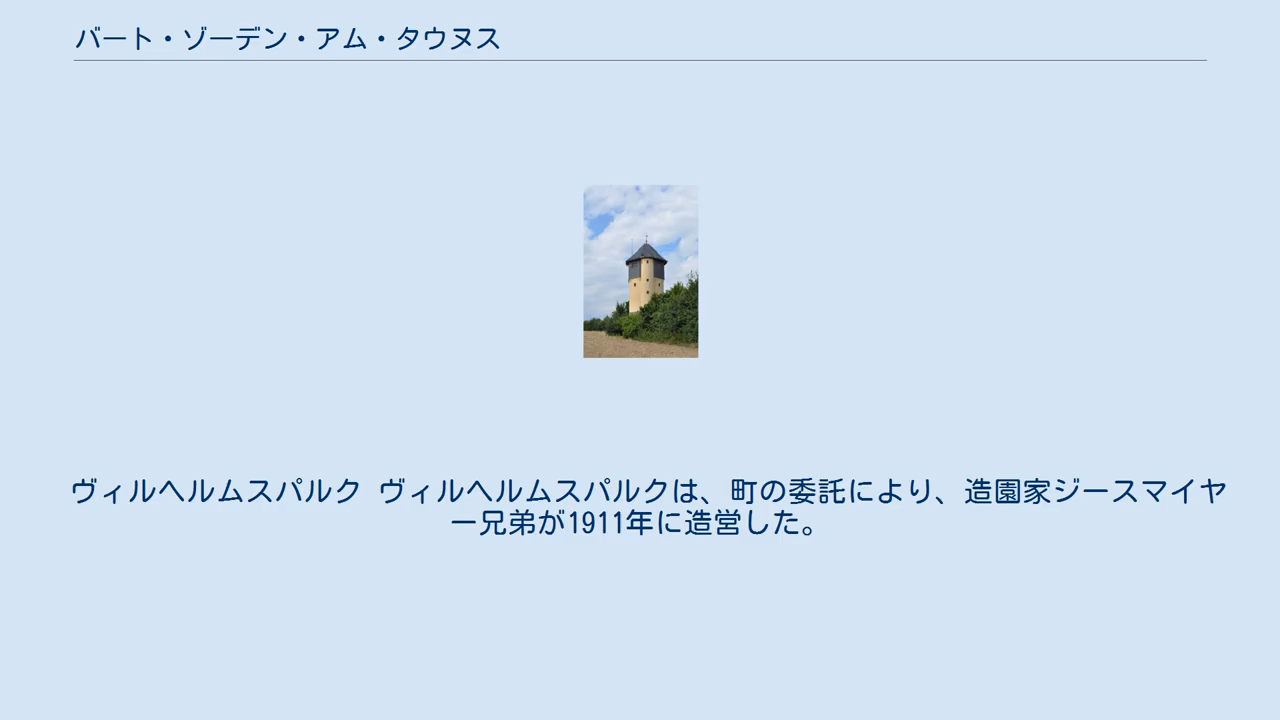 バート・ゾーデン・アム・タウヌス
ヴィルヘルムスパルク ヴィルヘルムスパルクは、町の委託により、造園家ジースマイヤ
ー兄弟が1911年に造営した。